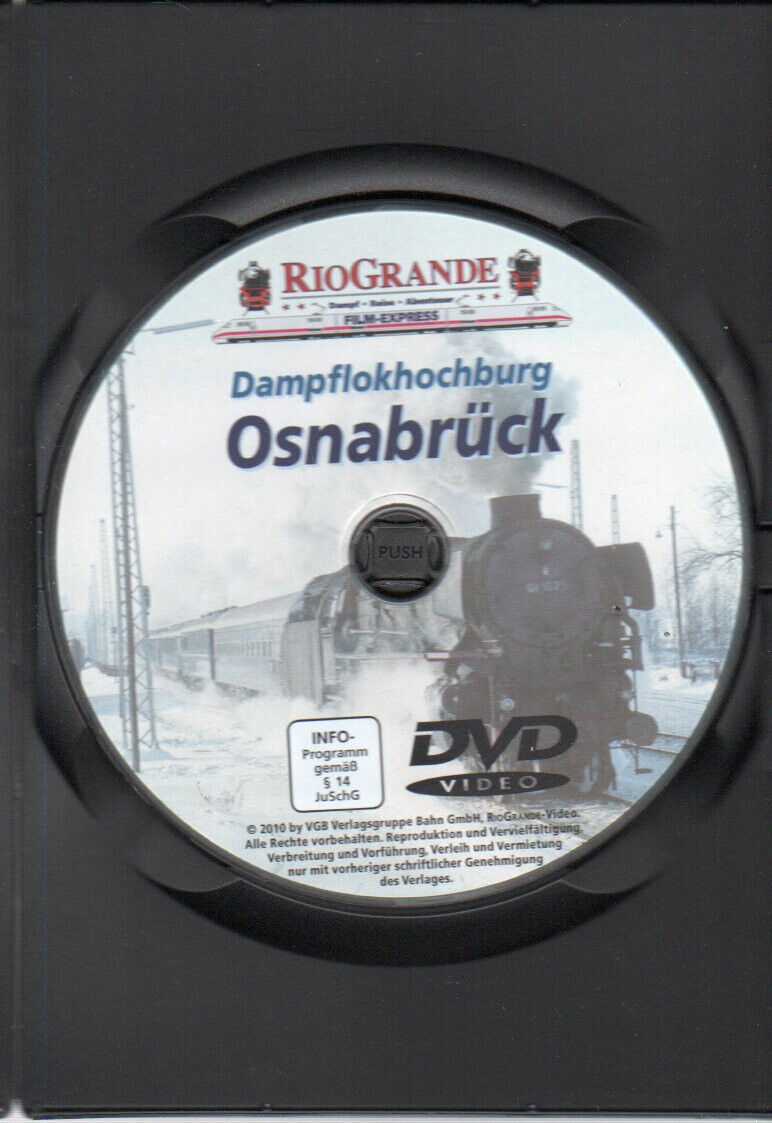 RIOGRANDE
Dampf • Reise • Abenteuer
FILM-EXPRESS
Dampflokhochburg
Osnabrück
PUSH
INFO-
Programm
gemäß
§ 14
JuSchG
DVD
VIDEO
© 2010 by VGB Verlagsgruppe Bahn GmbH, RIOGRANDE-Video.
Alle Rechte vorbehalten. Reproduktion und Vervielfältigung,
Verbreitung und Vorführung, Verleih und Vermietung
nur mit vorheriger schriftlicher Genehmigung
des Verlages.